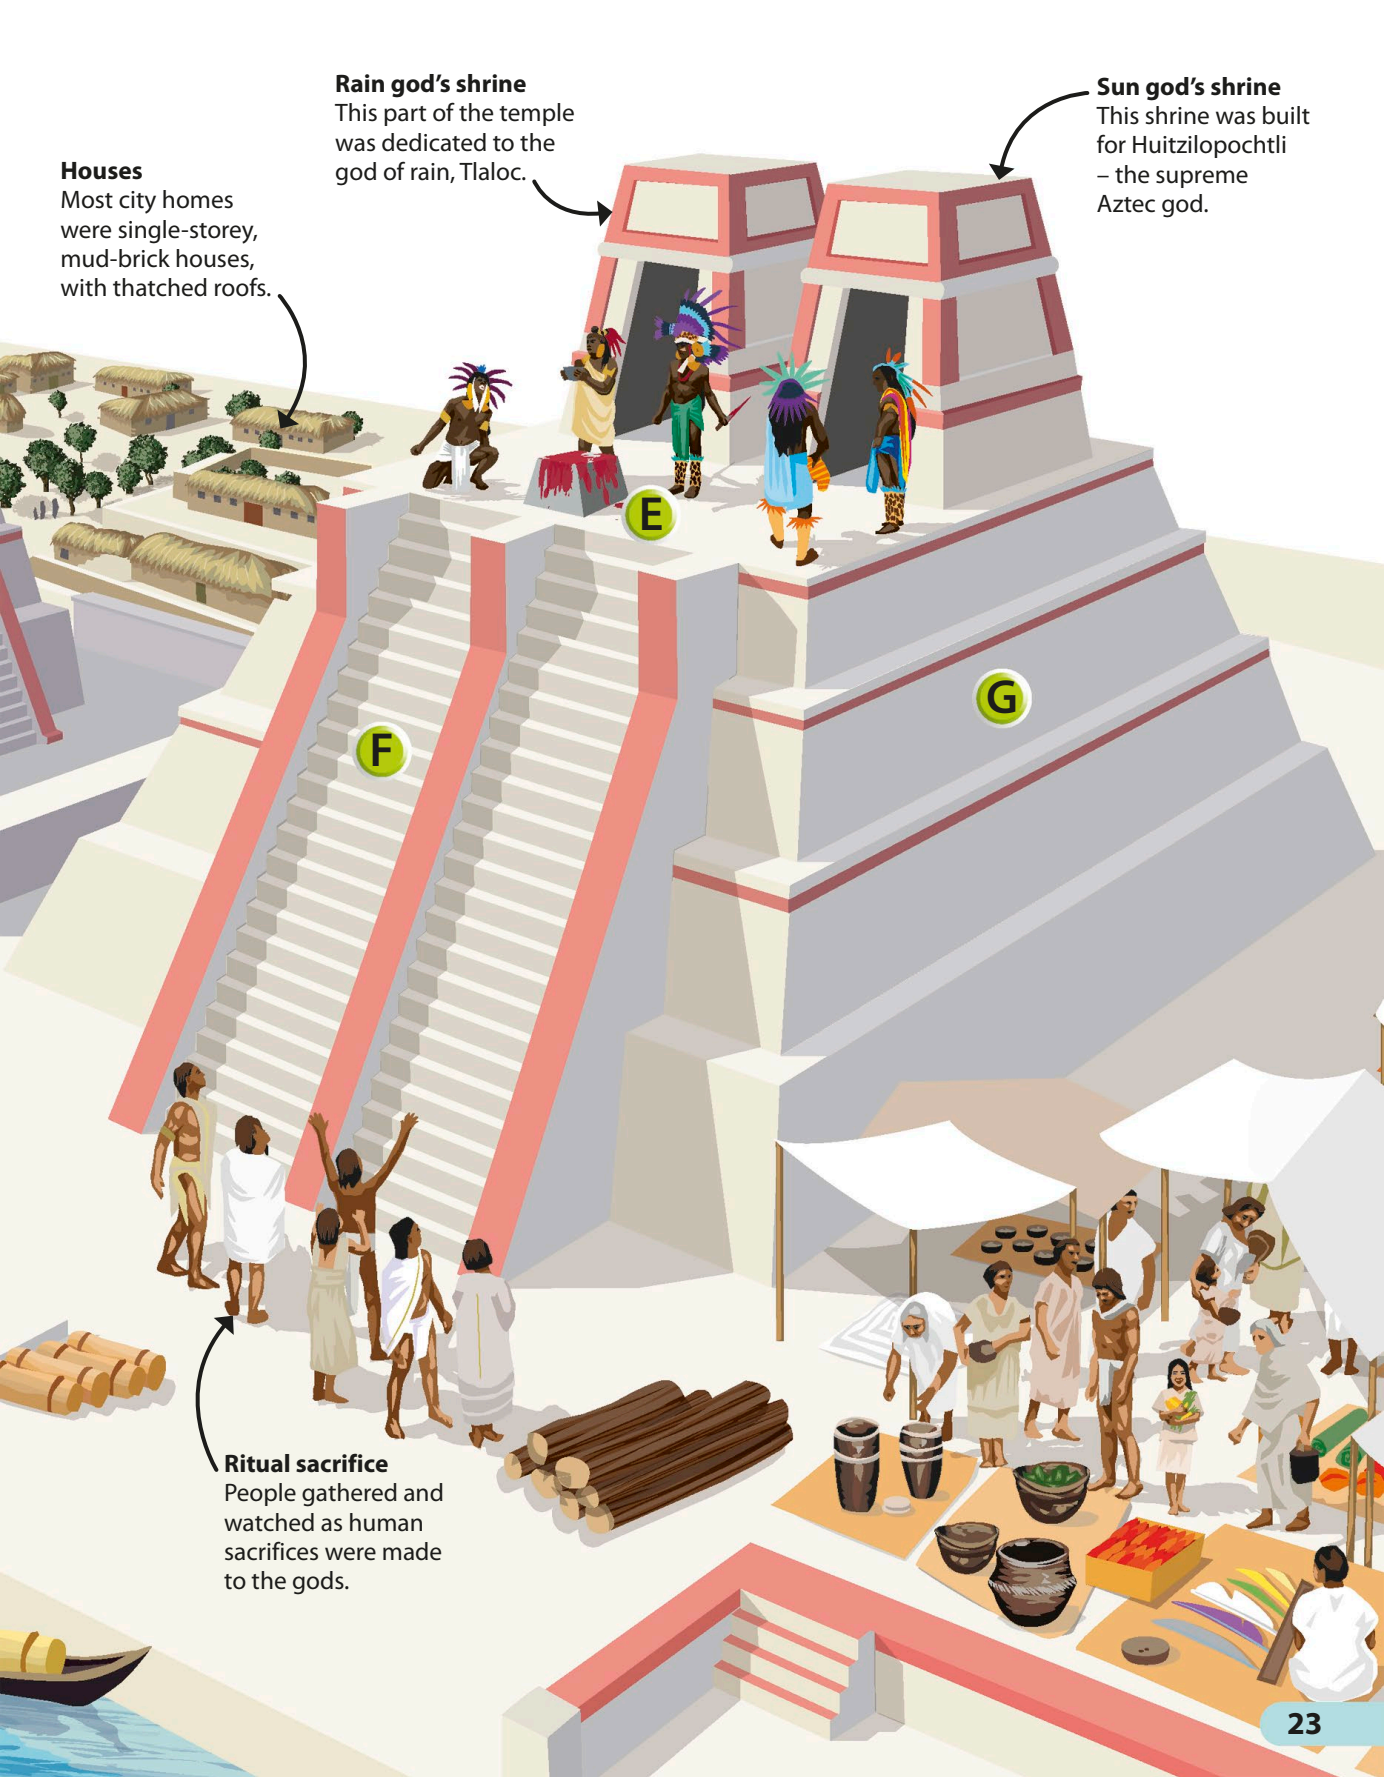 Rain god's shrine
This part of the temple
was dedicated to the
god of rain, Tlaloc.
Sun god's shrine
This shrine was built
for Huitzilopochtli
– the supreme
Aztec god.
Houses
Most city homes
were single-storey,
mud-brick houses,
with thatched roofs.
E
G
F
Ritual sacrifice
People gathered and
watched as human
sacrifices were made
to the gods.
23